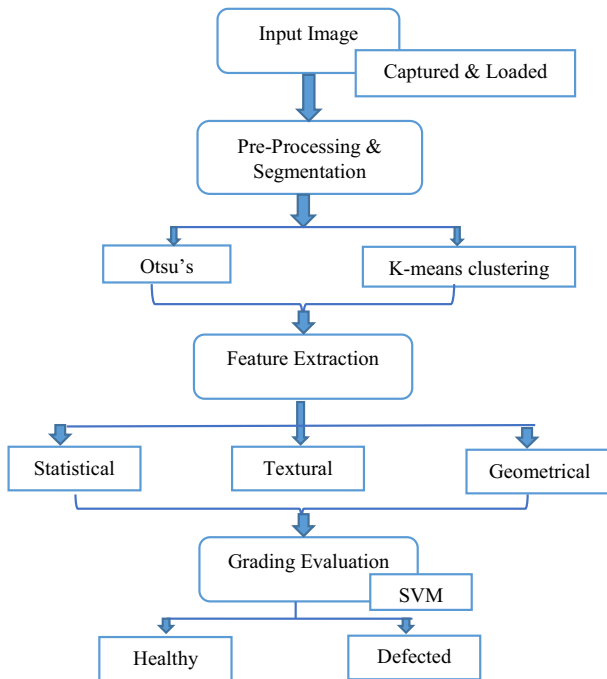 Input Image
Captured & Loaded
Pre-Processing &
Segmentation
Otsu’s
K-means clustering
Feature Extraction
Statistical
Textural
Geometrical
Grading Evaluation
SVM
Healthy
Defected